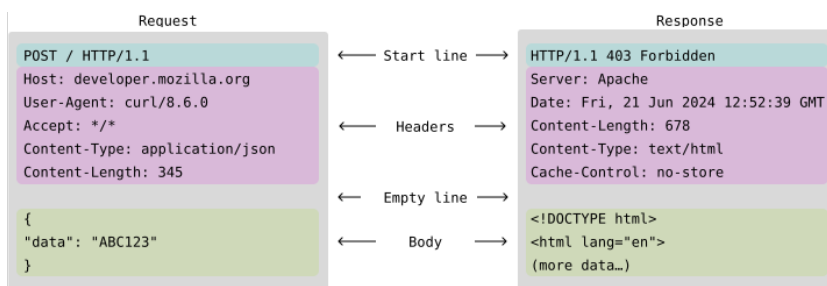 Request
POST / HTTP/1.1
Host: developer.mozilla.org
User-Agent: curl/8.6.0
Accept: */*
Content-Type: application/json
Content-Length: 345
{
"data": "ABC123"
}
Start line
Headers
Empty line
Body
Response
HTTP/1.1 403 Forbidden
Server: Apache
Date: Fri, 21 Jun 2024 12:52:39 GMT
Content-Length: 678
Content-Type: text/html
Cache-Control: no-store
<!DOCTYPE html>
<html lang="en">
(more data…)